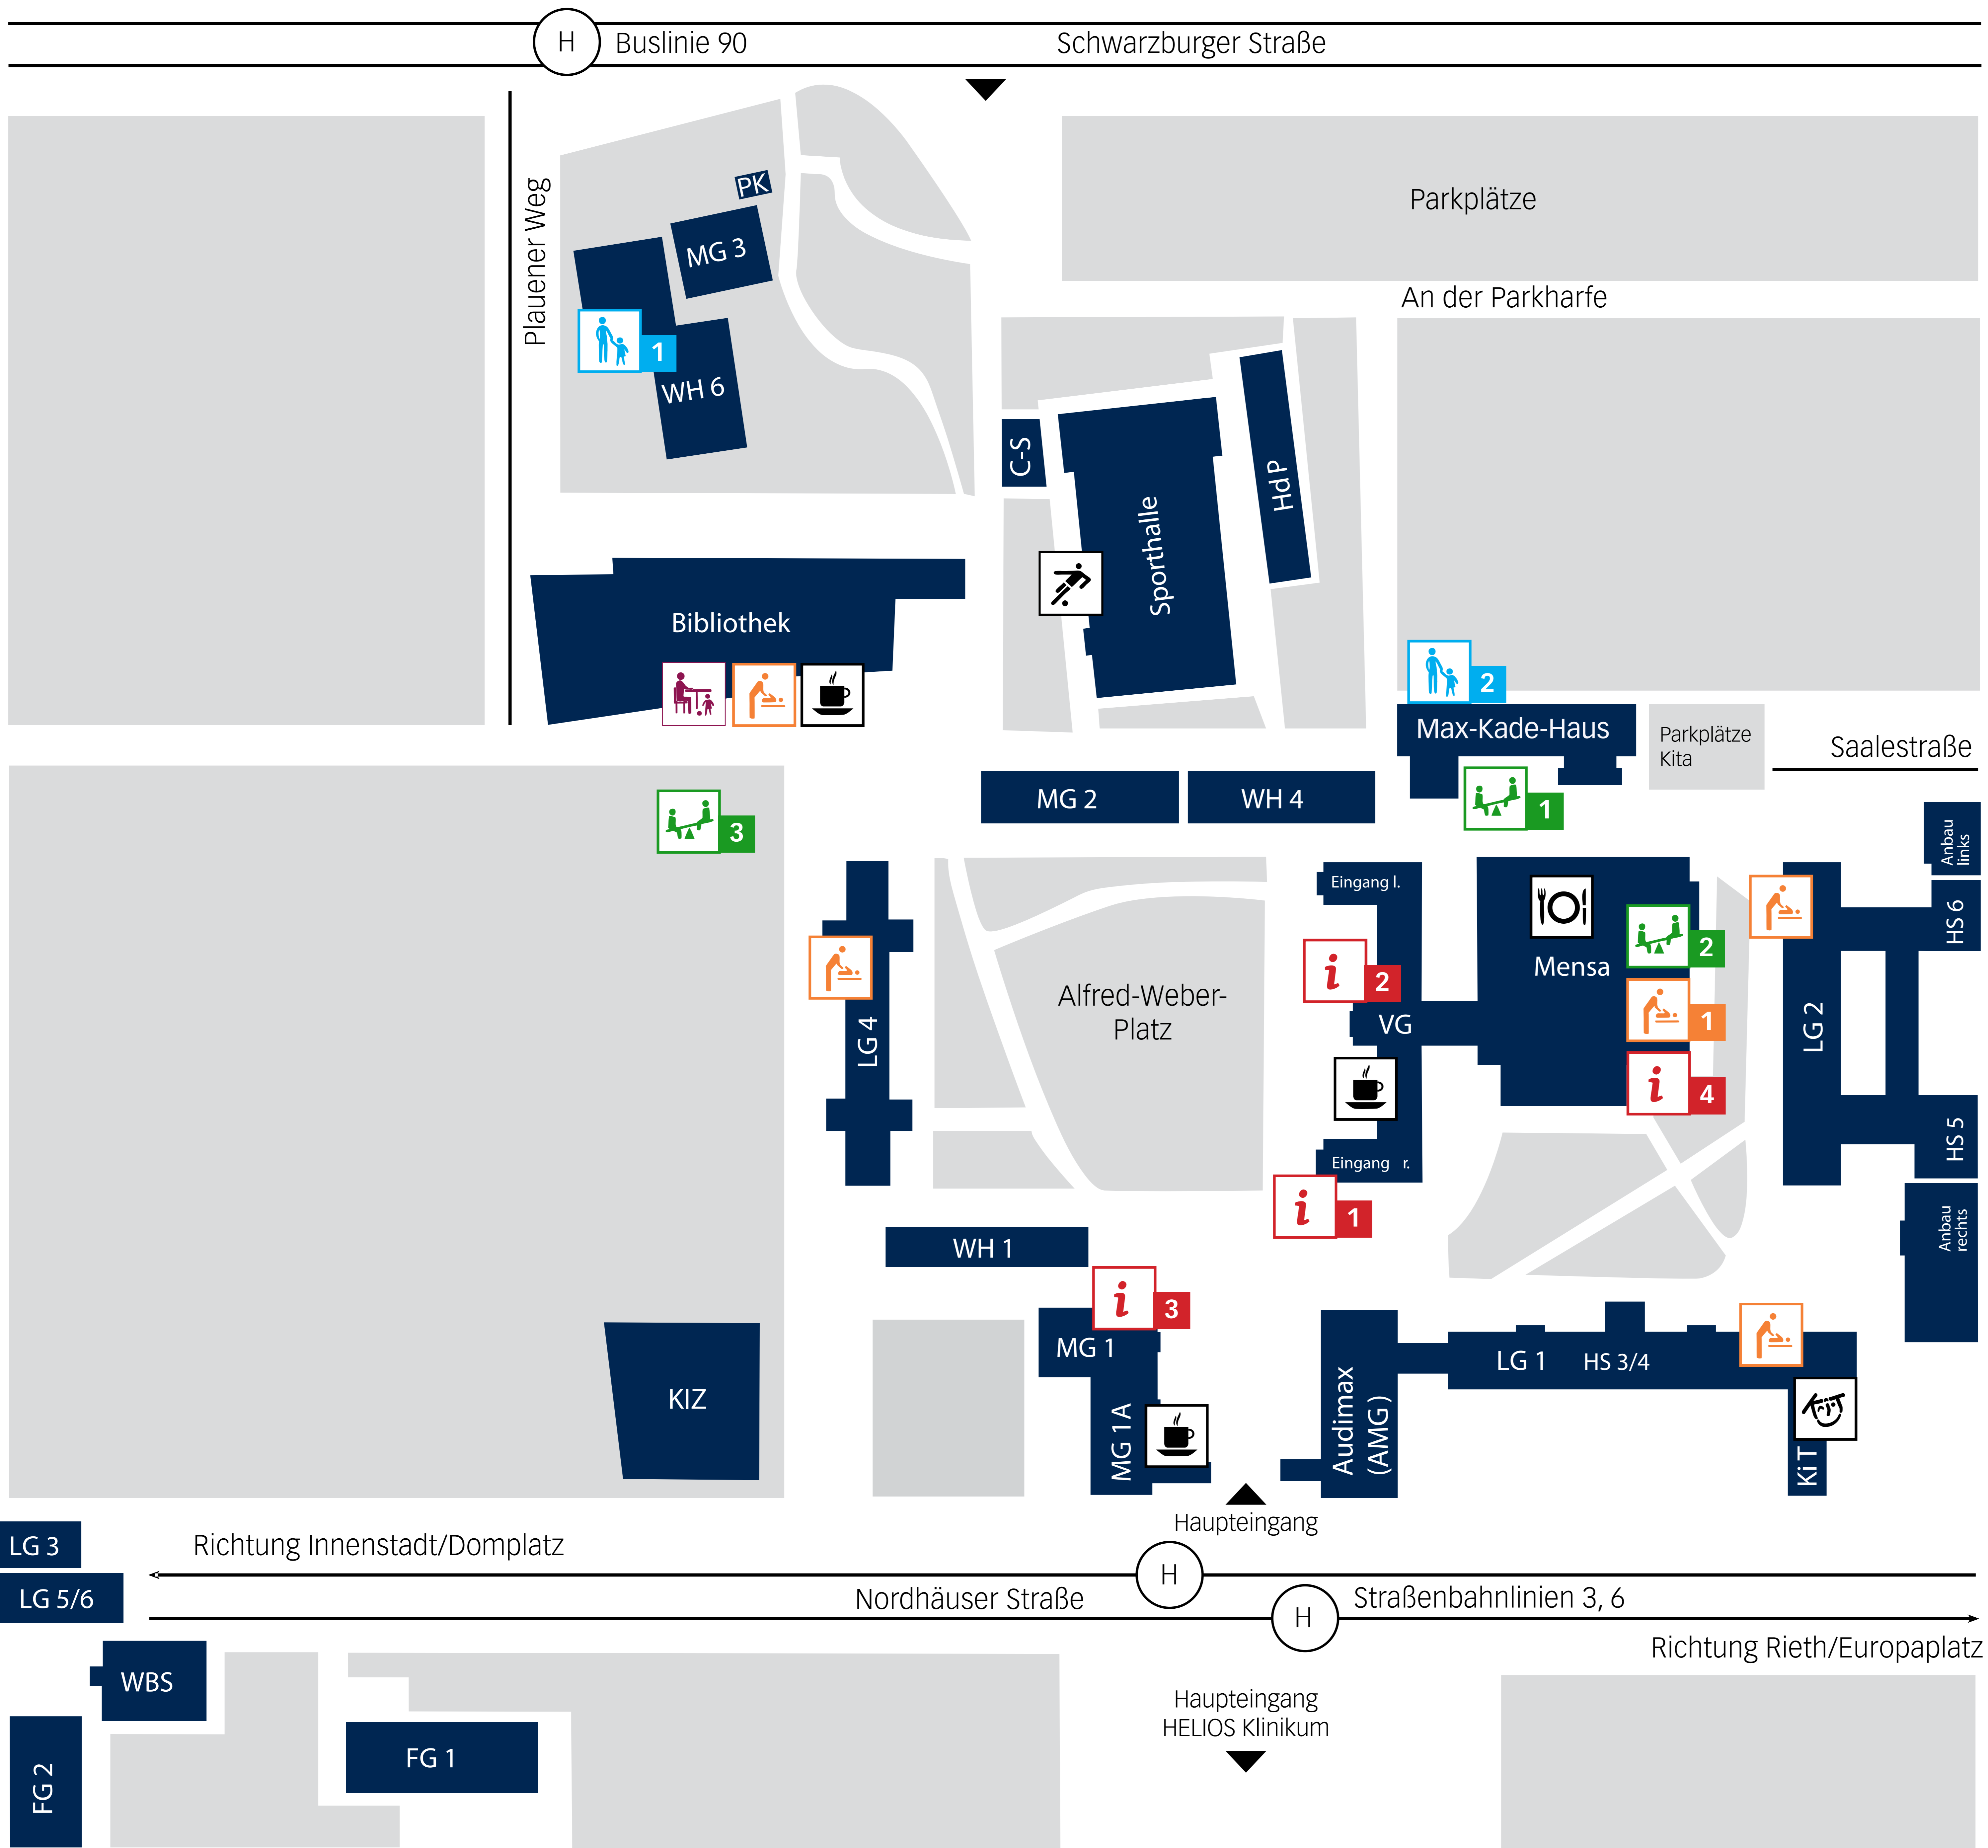 H Buslinie 90 Schwarzburger Straße
Plauener Weg
PK
MG 3
1
WH 6
Parkplätze
An der Parkharfe
C-S
Sporthalle
Hd P
Bibliothek
2
Max-Kade-Haus
Parkplätze
Kita
Saalestraße
1
MG 2
WH 4
3
Anbau
links
Eingang l.
HS 6
2
Mensa
2
Alfred-Weber-
Platz
VG
1
LG 4
LG 2
4
HS 5
Eingang r.
1
Anbau
rechts
WH 1
3
MG 1
LG 1
HS 3/4
KIZ
MG 1 A
Audimax
(AMG)
KiT
Ki T
Haupteingang
LG 3
Richtung Innenstadt/Domplatz
H
LG 5/6
Nordhäuser Straße
H
Straßenbahnlinien 3, 6
Richtung Rieth/Europaplatz
WBS
Haupteingang
HELIOS Klinikum
FG 1
FG 2
i
i
i
i